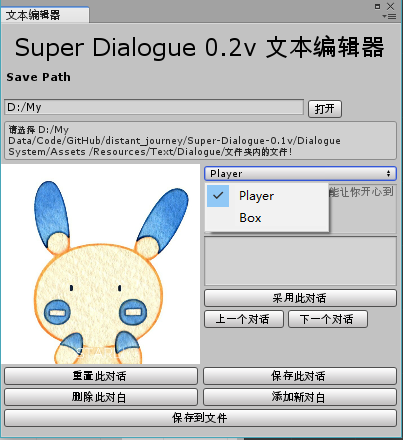 文本编辑器
Super Dialogue 0.2v 文本编辑器
Save Path
D:/My
打开
请选择 D:/My
Data/Code/GitHub/distant_journey/Super-Dialogue-0.1v/Dialogue
System/Assets /Resources/Text/Dialogue/文件夹内的文件！
Player
能让你开心到
Player
Box
采用此对话
上一个对话
下一个对话
重置此对话
保存此对话
删除此对白
添加新对白
保存到文件